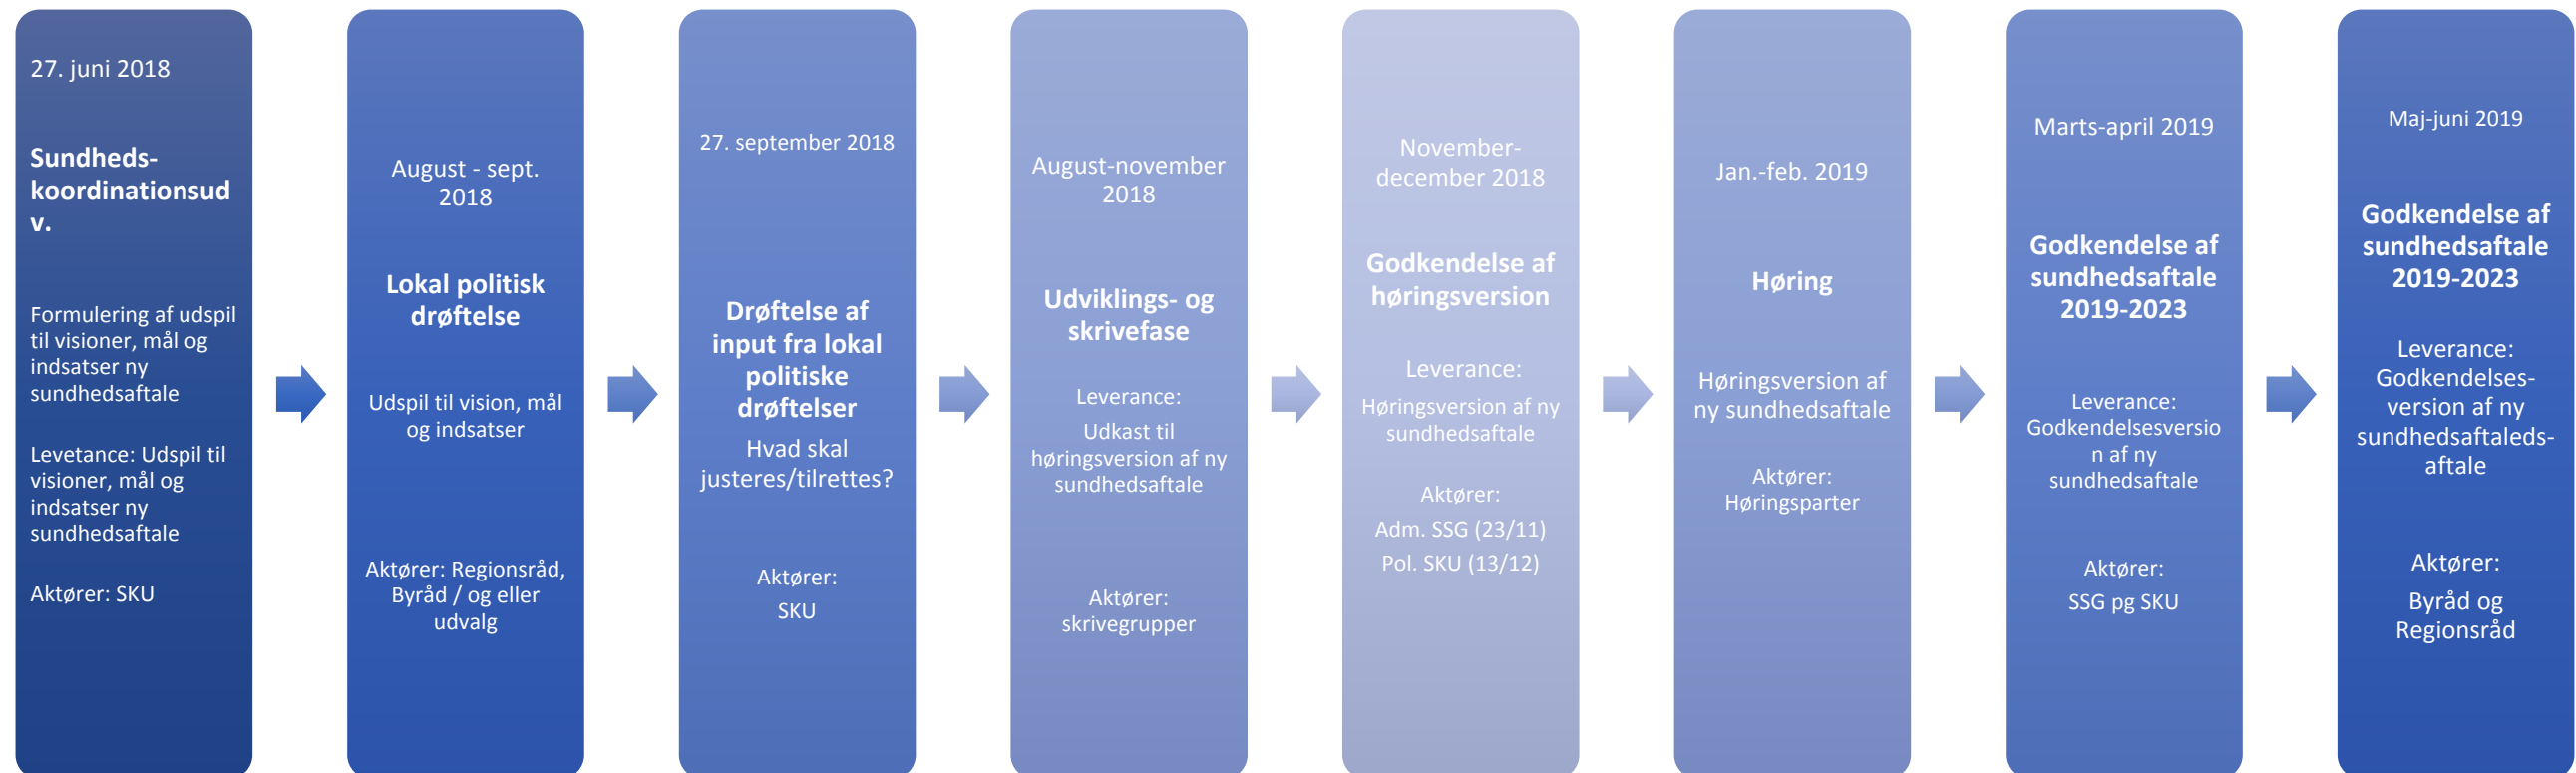 27. juni 2018
Sundheds-
koordinationsud
v.
Formulering af udspil
til visioner, mål og
indsatser ny
sundhedsaftale
Levetance: Udspil til
visioner, mål og
indsatser ny
sundhedsaftale
Aktører: SKU
August - sept.
2018
Lokal politisk
drøftelse
Udspil til vision, mål
og indsatser
Aktører: Regionsråd,
Byråd / og eller
udvalg
27. september 2018
Drøftelse af
input fra lokal
politiske
drøftelser
Hvad skal
justeres/tilrettes?
Aktører:
SKU
August-november
2018
Udviklings- og
skrivefase
Leverance:
Udkast til
høringsversion af ny
sundhedsaftale
Aktører:
skrivegrupper
November-
december 2018
Godkendelse af
høringsversion
Leverance:
Høringsversion af ny
sundhedsaftale
Aktører:
Adm. SSG (23/11)
Pol. SKU (13/12)
Jan.-feb. 2019
Høring
Høringsversion af
ny sundhedsaftale
Aktører:
Høringsparter
Marts-april 2019
Godkendelse af
sundhedsaftale
2019-2023
Leverance:
Godkendelsesversio
n af ny
sundhedsaftale
Aktører:
SSG pg SKU
Maj-juni 2019
Godkendelse af
sundhedsaftale
2019-2023
Leverance:
Godkendelses-
version af ny
sundhedsaftaleds-
aftale
Aktører:
Byråd og
Regionsråd